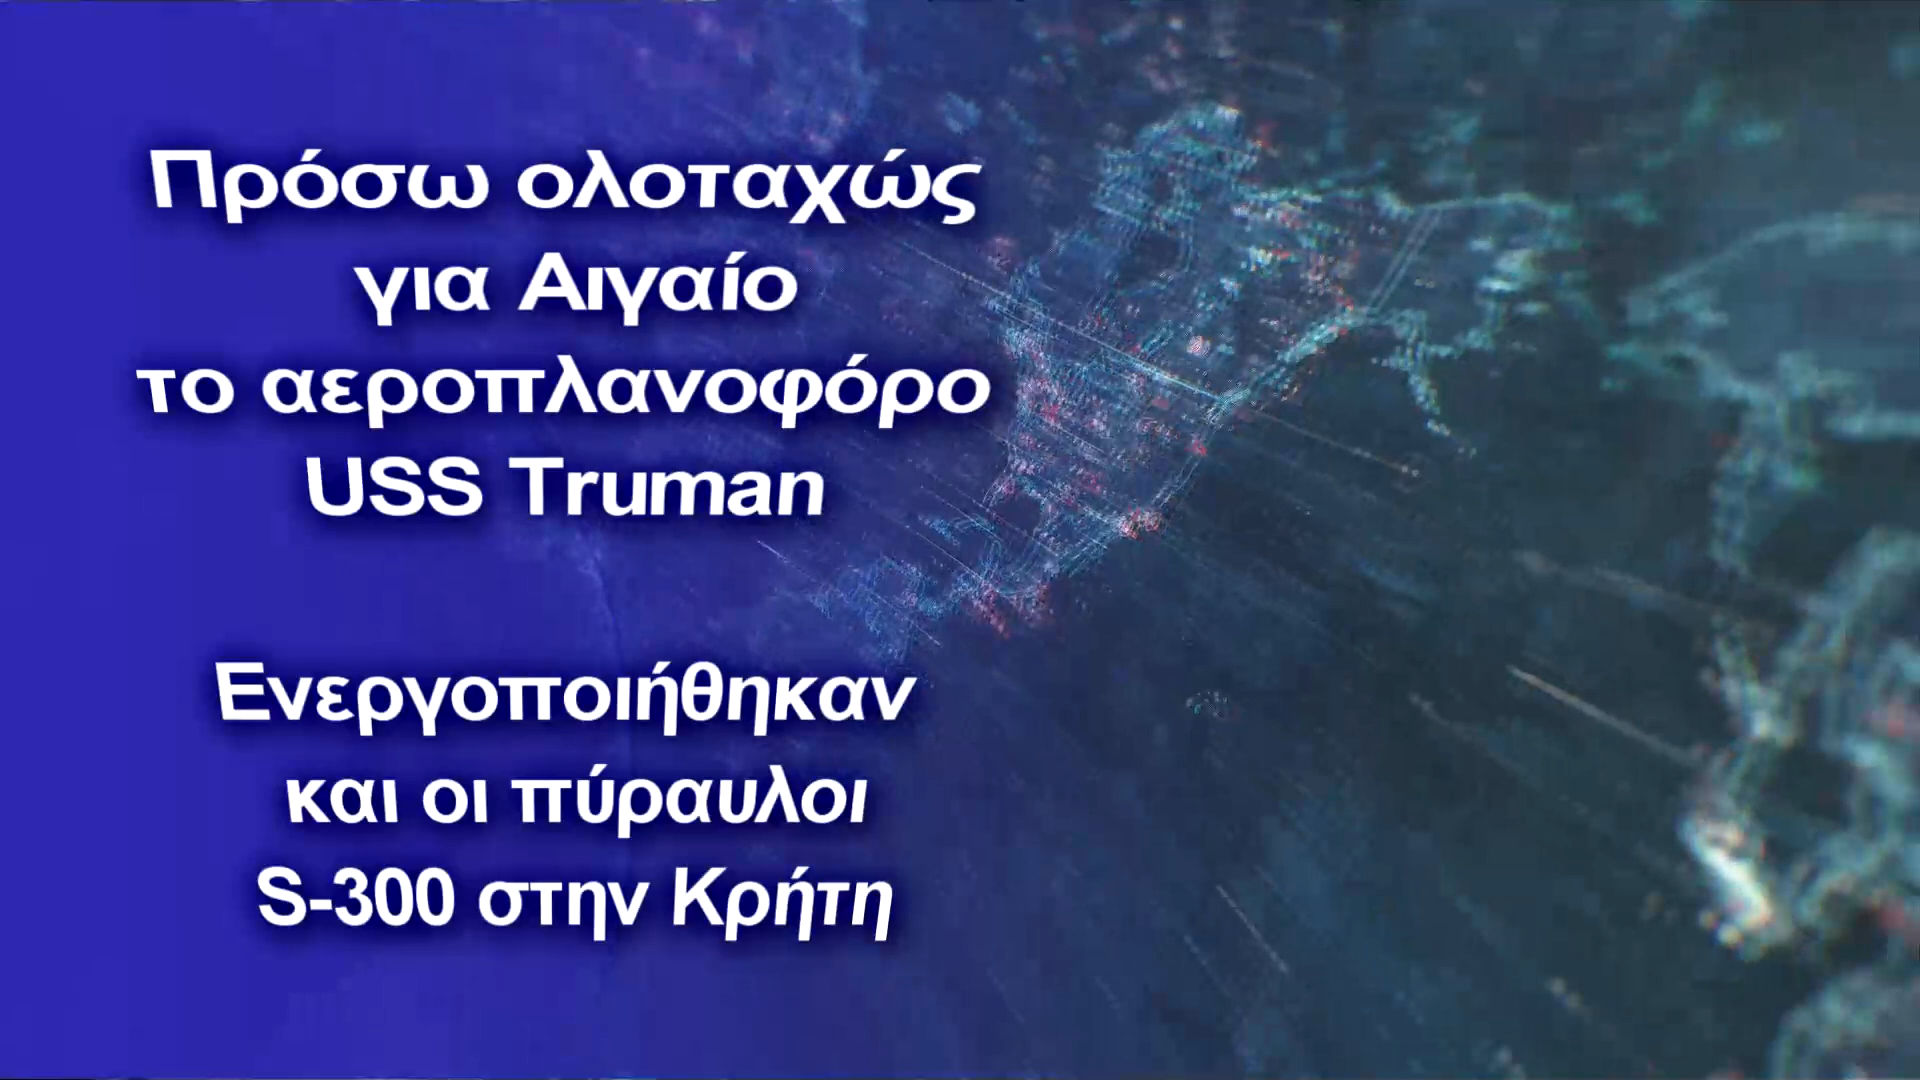 Πρόσω ολοταχώς
για Αιγαίο
το αεροπλανοφόρο
USS Truman
Ενεργοποιήθηκαν
και οι πύραυλοι
S-300 στην Κρήτη